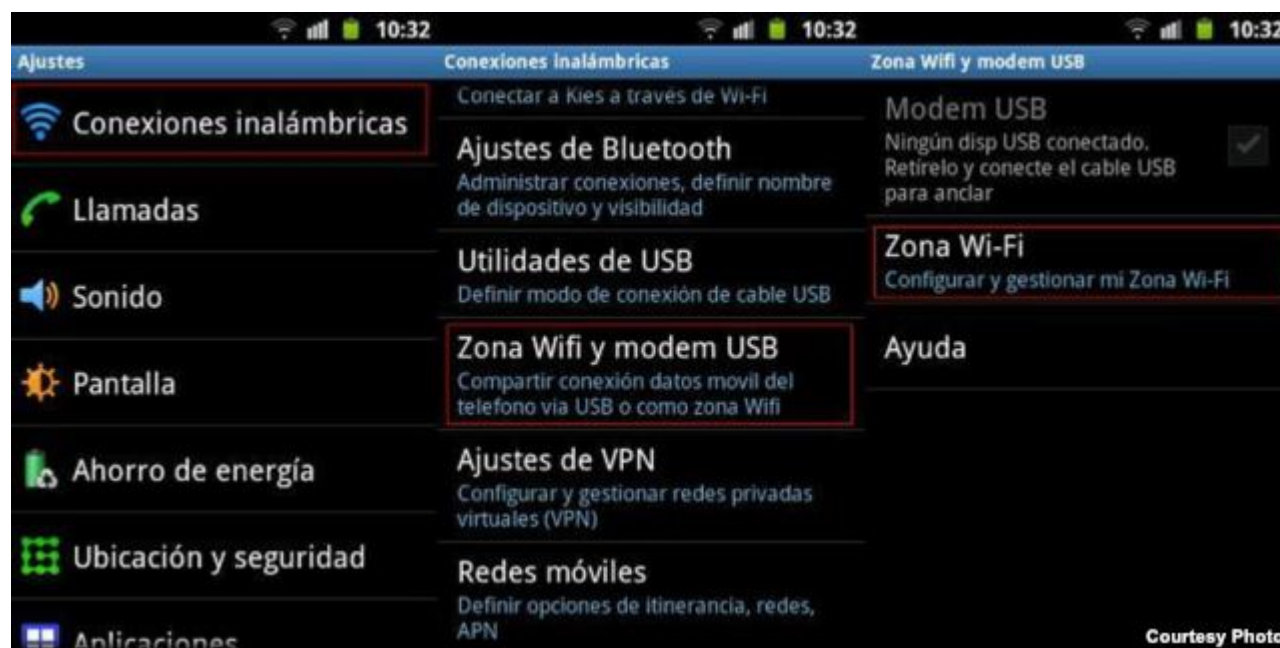 10:32
Ajustes
Conexiones inalámbricas
Llamadas
Sonido
Pantalla
Ahorro de energía
Ubicación y seguridad
Aplicaciones
10:32
Conexiones inalámbricas
Conectar a Kies a través de Wi-Fi
Ajustes de Bluetooth
Administrar conexiones, definir nombre
de dispositivo y visibilidad
Utilidades de USB
Definir modo de conexión de cable USB
Zona Wifi y modem USB
Compartir conexión datos movil del
telefono via USB o como zona Wifi
Ajustes de VPN
Configurar y gestionar redes privadas
virtuales (VPN)
Redes móviles
Definir opciones de itinerancia, redes,
APN
10:32
Zona Wifi y modem USB
Modem USB
Ningún disp USB conectado.
Retírelo y conecte el cable USB
para anclar
Zona Wi-Fi
Configurar y gestionar mi Zona Wi-Fi
Ayuda
Courtesy Photo